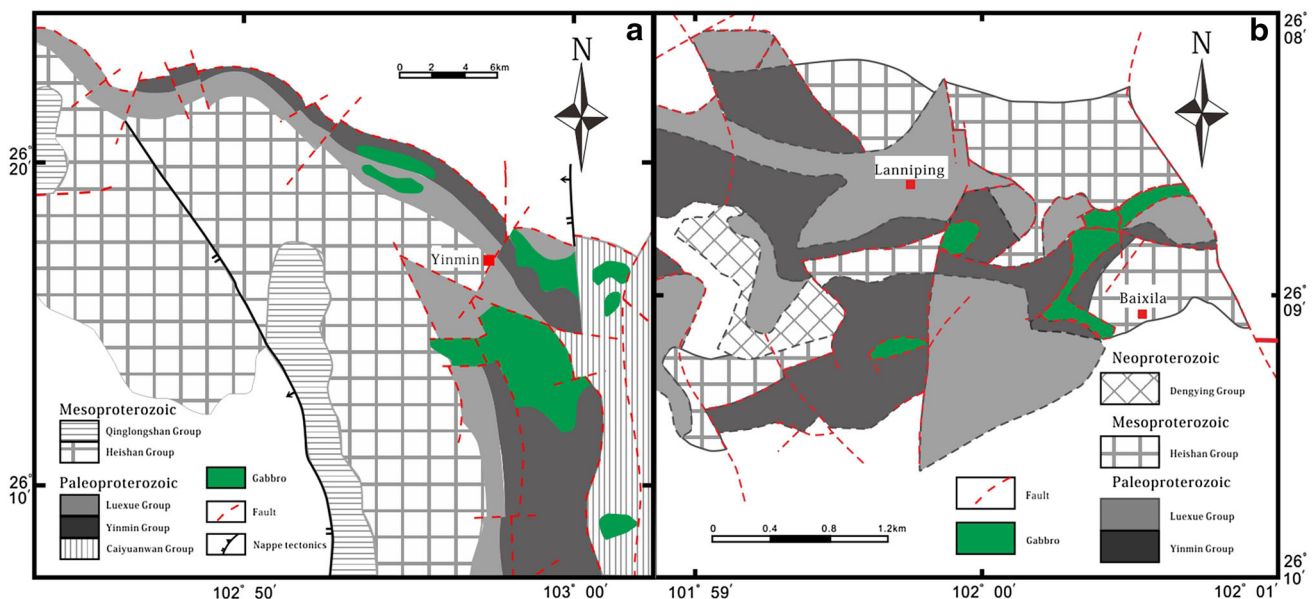 a
N
0 2 4 6km
26°
20′
Yinmin
26°
10′
Mesoproterozoic
Qinglongshan Group
Heishan Group
Paleoproterozoic
Luexue Group
Yinmin Group
Caiyuanwan Group
Gabbro
Fault
Nappe tectonics
102° 50′
103° 00′
b
N
26°
08′
Lanniping
26°
09′
Baixila
Neoproterozoic
Dengying Group
Mesoproterozoic
Heishan Group
Paleoproterozoic
Luexue Group
Yinmin Group
Fault
Gabbro
0 0.4 0.8 1.2km
26°
10′
101° 59′
102° 00′
102° 01′